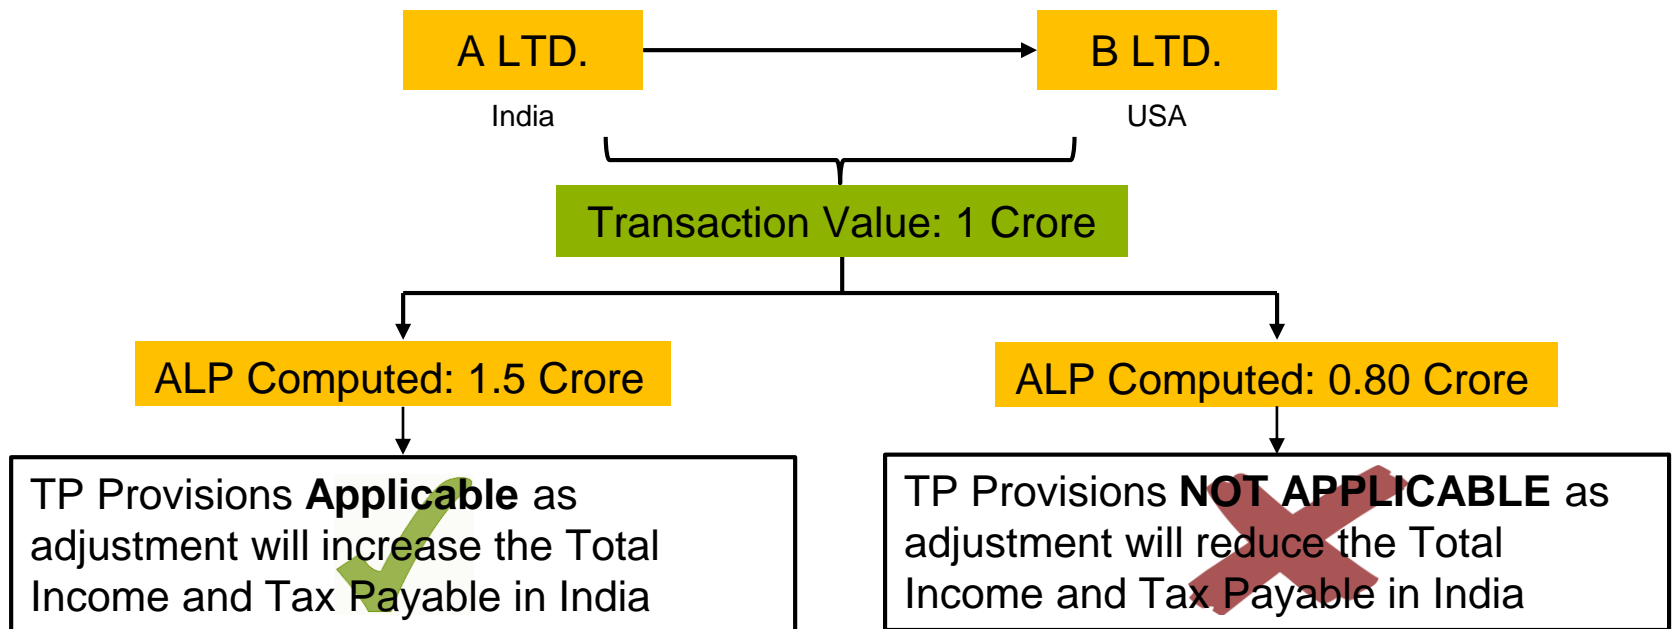 A LTD.
B LTD.
India
USA
Transaction Value: 1 Crore
ALP Computed: 1.5 Crore
ALP Computed: 0.80 Crore
TP Provisions Applicable as
adjustment will increase the Total
Income and Tax Payable in India
TP Provisions NOT APPLICABLE as
adjustment will reduce the Total
Income and Tax Payable in India